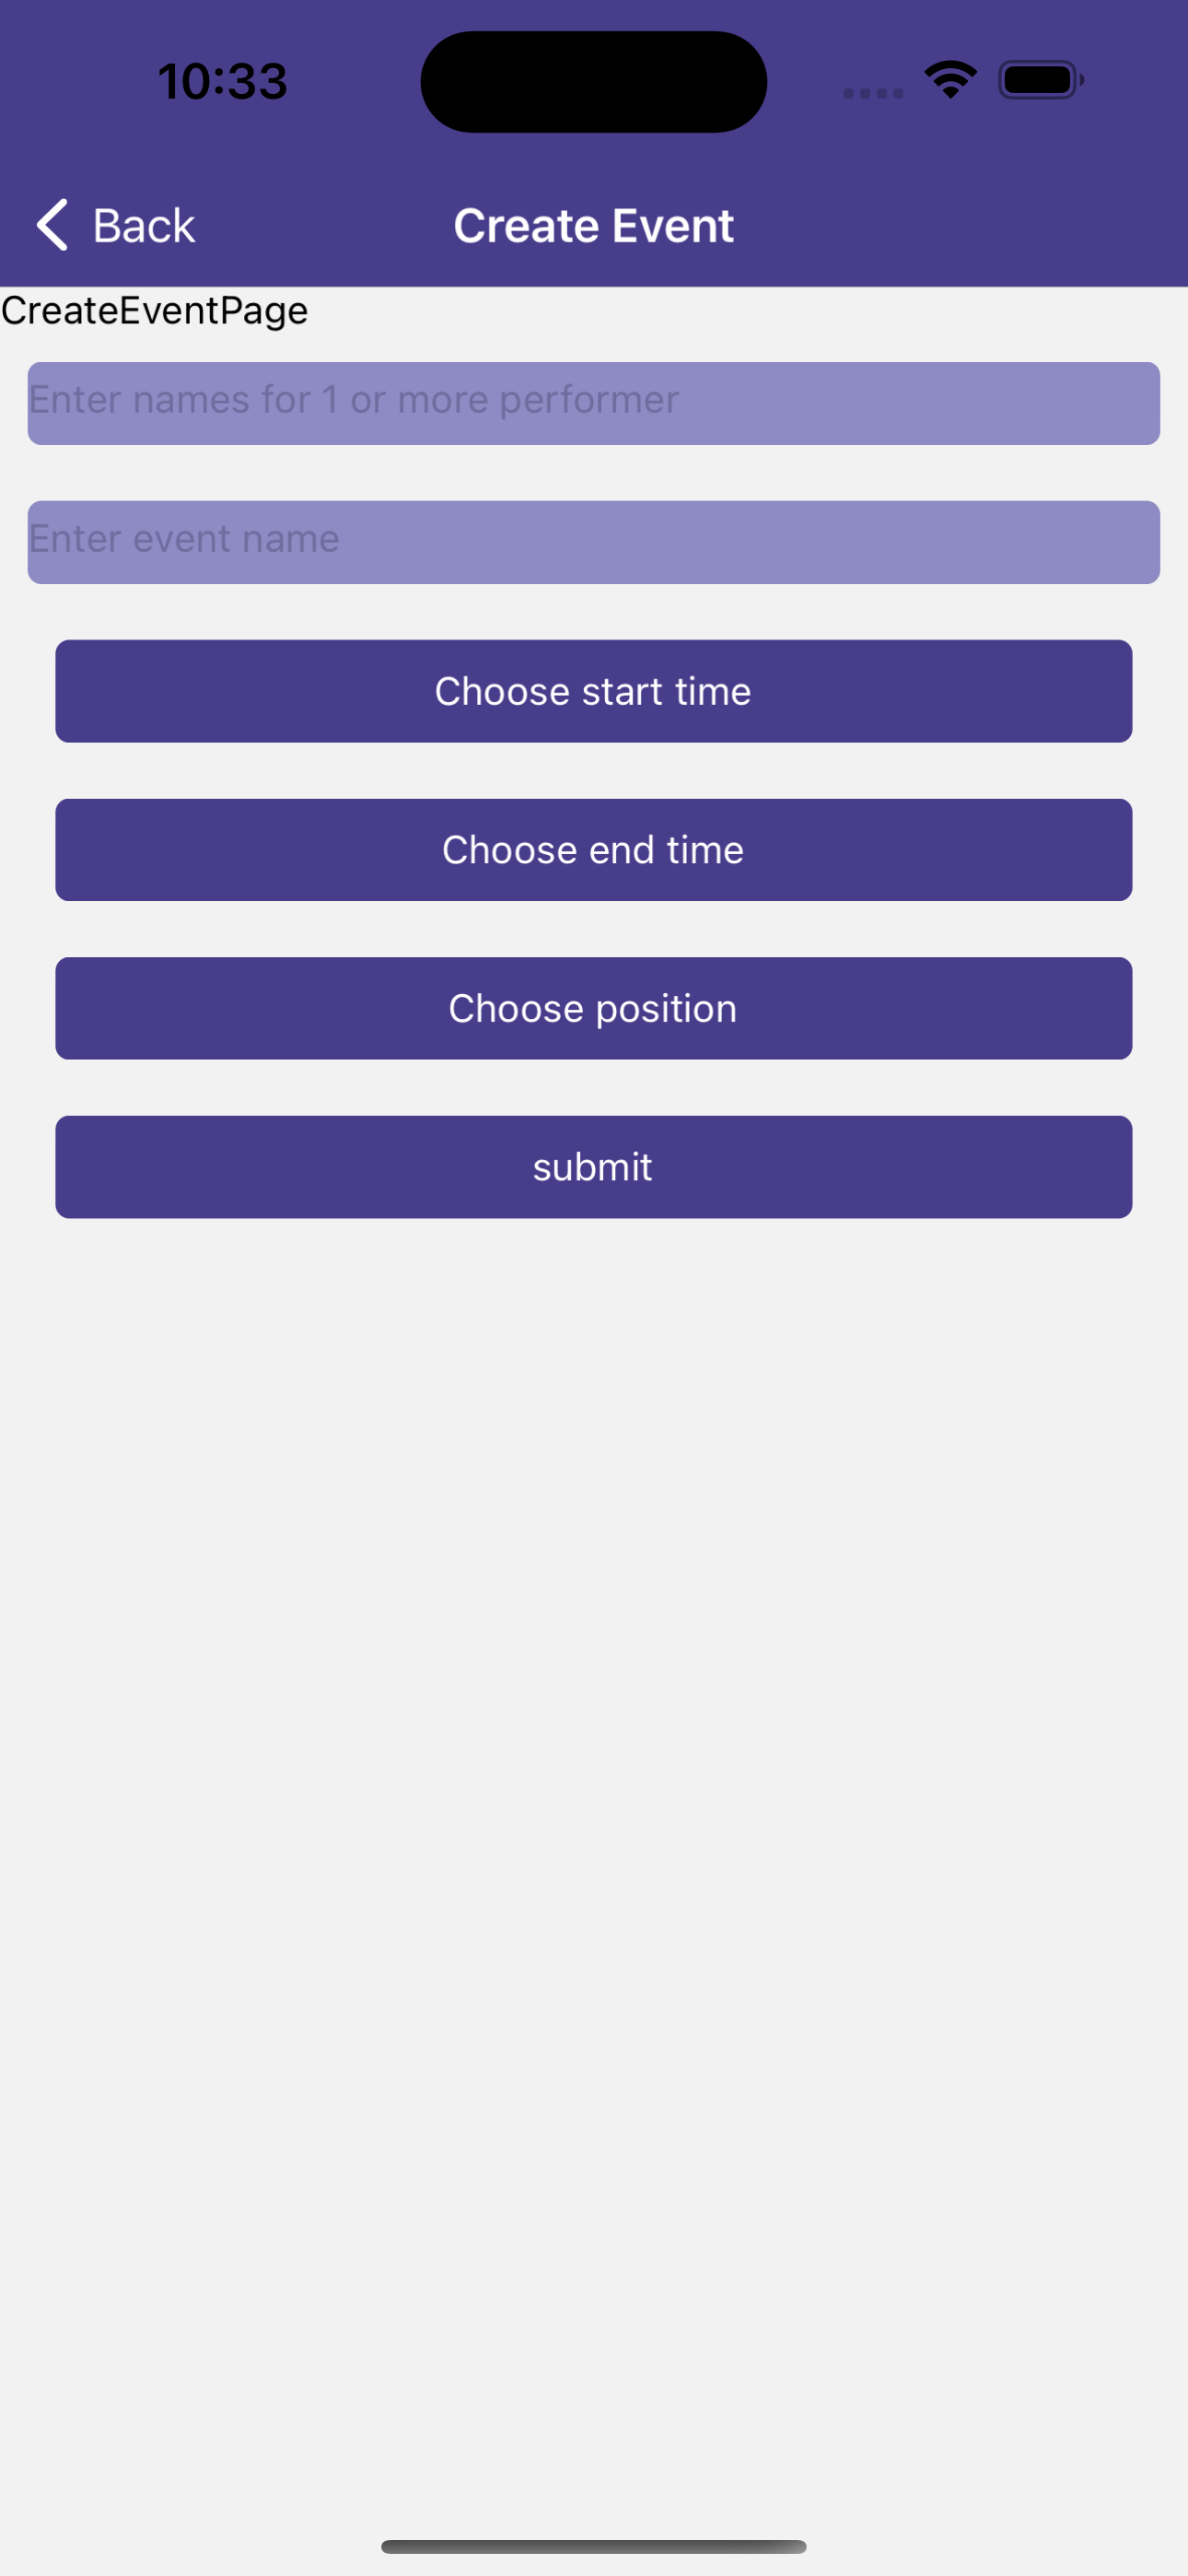 10:33
Back
Create Event
CreateEventPage
Enter names for 1 or more performer
Enter event name
Choose start time
Choose end time
Choose position
submit